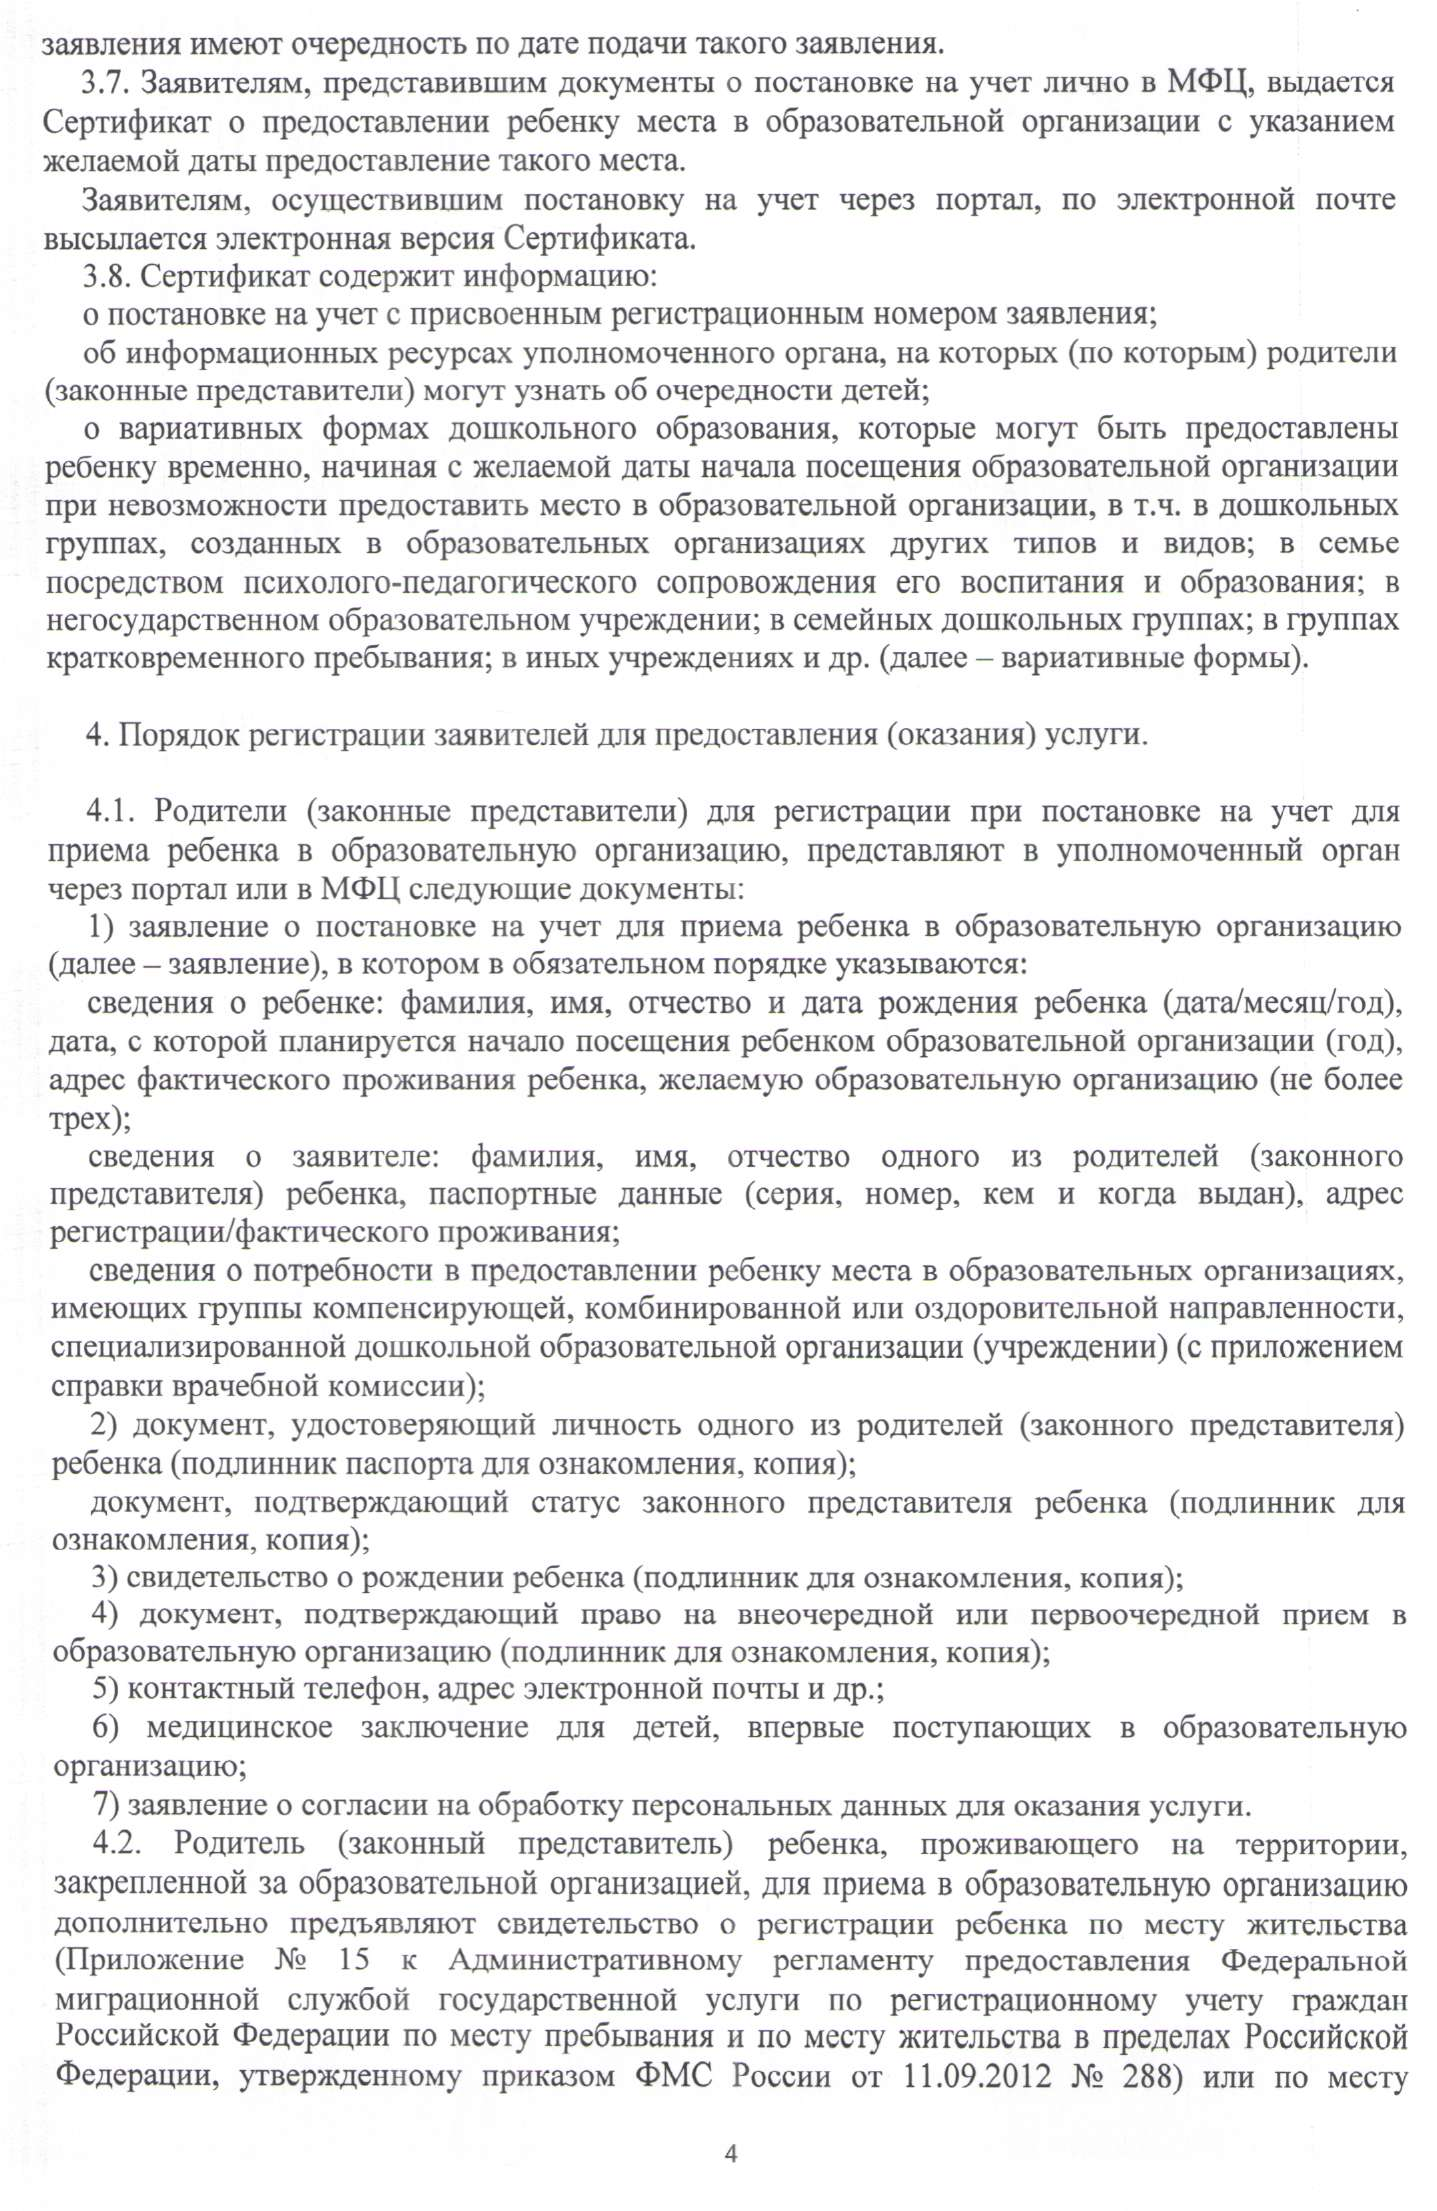 заявления имеют очередность по дате подачи такого заявления.
3.7. Заявителям, представившим документы о постановке на учет лично в МФЦ, выдается
Сертификат о предоставлении ребенку места в образовательной организации с указанием
желаемой даты предоставление такого места.
Заявителям, осуществившим постановку на учет через портал, по электронной почте
высылается электронная версия Сертификата.
3.8. Сертификат содержит информацию:
о постановке на учет с присвоенным регистрационным номером заявления;
об информационных ресурсах уполномоченного органа, на которых (по которым) родители
(законные представители) могут узнать об очередности детей;
о вариативных формах дошкольного образования, которые могут быть предоставлены
ребенку временно, начиная с желаемой даты начала посещения образовательной организации
при невозможности предоставить место в образовательной организации, в т.ч. в дошкольных
группах, созданных в образовательных организациях других типов и видов; в семье
посредством психолого-педагогического сопровождения его воспитания и образования; в
негосударственном образовательном учреждении; в семейных дошкольных группах; в группах
кратковременного пребывания; в иных учреждениях и др. (далее – вариативные формы).
4. Порядок регистрации заявителей для предоставления (оказания) услуги.
4.1. Родители (законные представители) для регистрации при постановке на учет для
приема ребенка в образовательную организацию, представляют в уполномоченный орган
через портал или в МФЦ следующие документы:
1) заявление о постановке на учет для приема ребенка в образовательную организацию
(далее – заявление), в котором в обязательном порядке указываются:
сведения о ребенке: фамилия, имя, отчество и дата рождения ребенка (дата/месяц/год),
дата, с которой планируется начало посещения ребенком образовательной организации (год),
адрес фактического проживания ребенка, желаемую образовательную организацию (не более
трех);
сведения о заявителе: фамилия, имя, отчество одного из родителей (законного
представителя) ребенка, паспортные данные (серия, номер, кем и когда выдан), адрес
регистрации/фактического проживания;
сведения о потребности в предоставлении ребенку места в образовательных организациях,
имеющих группы компенсирующей, комбинированной или оздоровительной направленности,
специализированной дошкольной образовательной организации (учреждении) (с приложением
справки врачебной комиссии);
2) документ, удостоверяющий личность одного из родителей (законного представителя)
ребенка (подлинник паспорта для ознакомления, копия);
документ, подтверждающий статус законного представителя ребенка (подлинник для
ознакомления, копия);
3) свидетельство о рождении ребенка (подлинник для ознакомления, копия);
4) документ, подтверждающий право на внеочередной или первоочередной прием в
образовательную организацию (подлинник для ознакомления, копия);
5) контактный телефон, адрес электронной почты и др.;
6) медицинское заключение для детей, впервые поступающих в образовательную
организацию;
7) заявление о согласии на обработку персональных данных для оказания услуги.
4.2. Родитель (законный представитель) ребенка, проживающего на территории,
закрепленной за образовательной организацией, для приема в образовательную организацию
дополнительно предъявляют свидетельство о регистрации ребенка по месту жительства
(Приложение № 15 к Административному регламенту предоставления Федеральной
миграционной службой государственной услуги по регистрационному учету граждан
Российской Федерации по месту пребывания и по месту жительства в пределах Российской
Федерации, утвержденному приказом ФМС России от 11.09.2012 № 288) или по месту
4